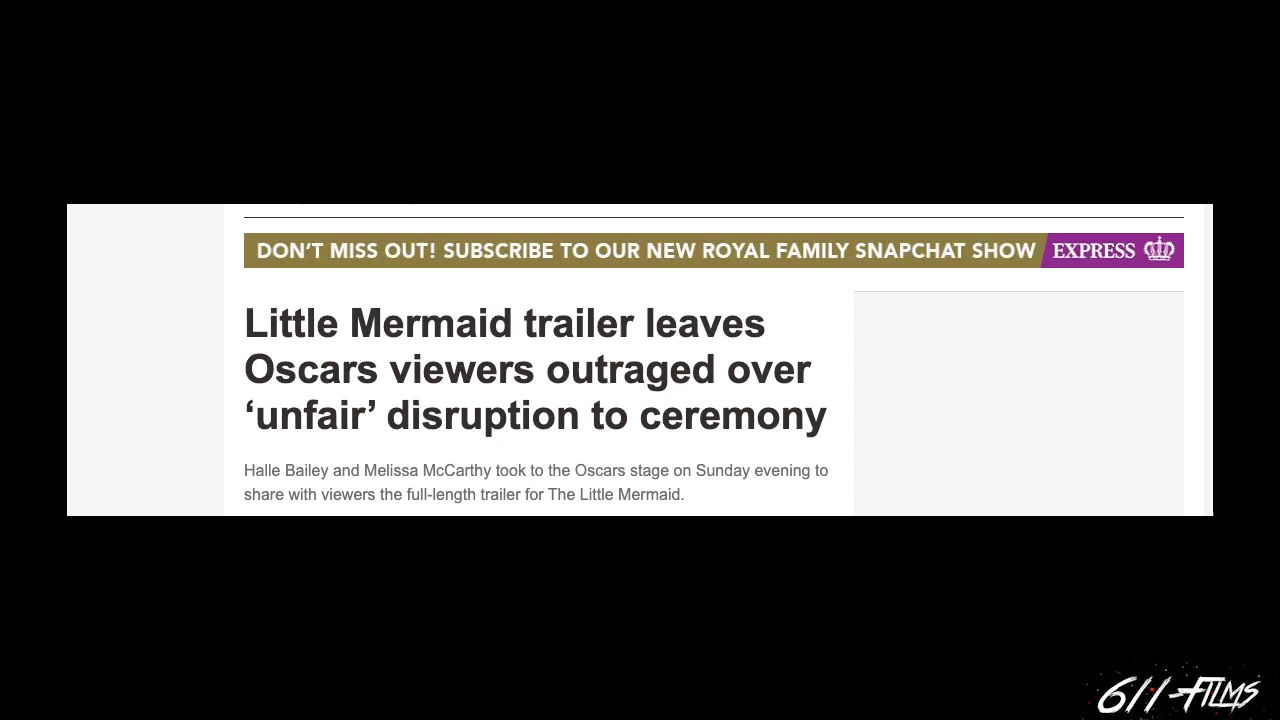 DON'T MISS OUT! SUBSCRIBE TO OUR NEW ROYAL FAMILY SNAPCHAT SHOW EXPRESS
Little Mermaid trailer leaves
Oscars viewers outraged over
‘unfair’ disruption to ceremony
Halle Bailey and Melissa McCarthy took to the Oscars stage on Sunday evening to
share with viewers the full-length trailer for The Little Mermaid.
611-FILMS